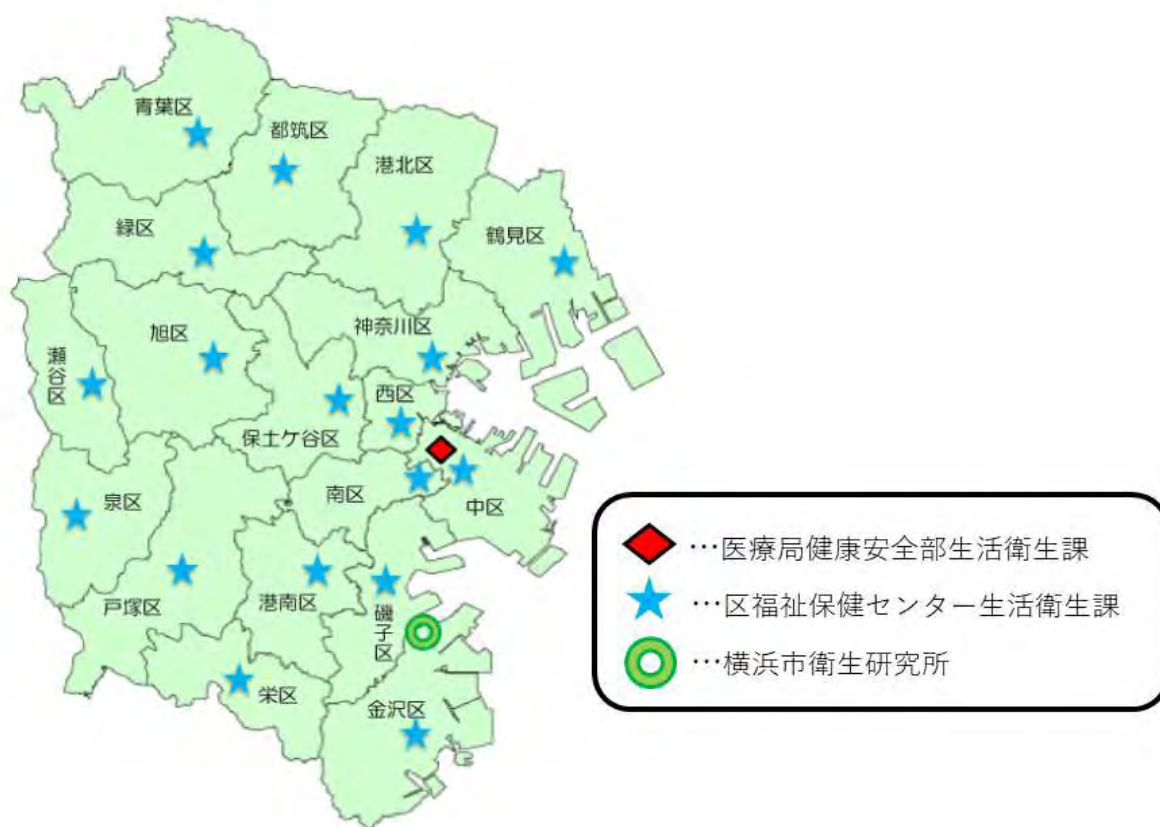 青葉区
都筑区
港北区
緑区
鶴見区
神奈川区
旭区
瀬谷区
西区
保土ケ谷区
泉区
南区
中区
戸塚区
港南区
磯子区
栄区
金沢区
…医療局健康安全部生活衛生課
…区福祉保健センター生活衛生課
…横浜市衛生研究所